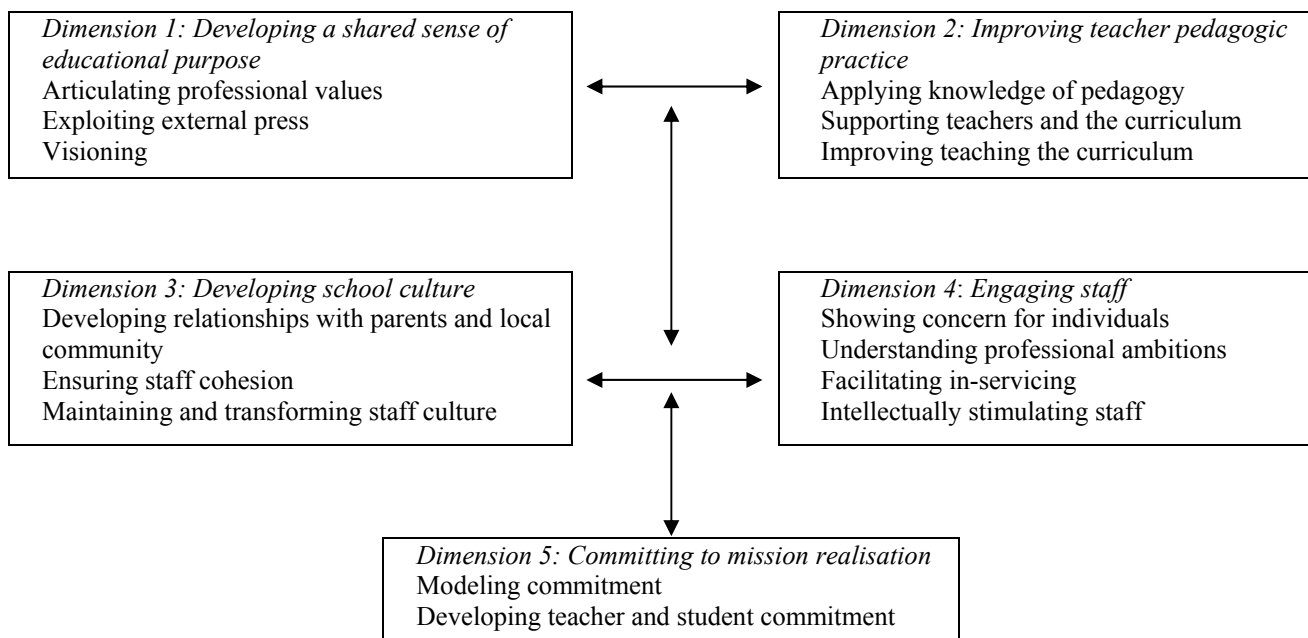 Dimension 1: Developing a shared sense of
educational purpose
Articulating professional values
Exploiting external press
Visioning
Dimension 2: Improving teacher pedagogic
practice
Applying knowledge of pedagogy
Supporting teachers and the curriculum
Improving teaching the curriculum
Dimension 3: Developing school culture
Developing relationships with parents and local
community
Ensuring staff cohesion
Maintaining and transforming staff culture
Dimension 4: Engaging staff
Showing concern for individuals
Understanding professional ambitions
Facilitating in-servicing
Intellectually stimulating staff
Dimension 5: Committing to mission realisation
Modeling commitment
Developing teacher and student commitment